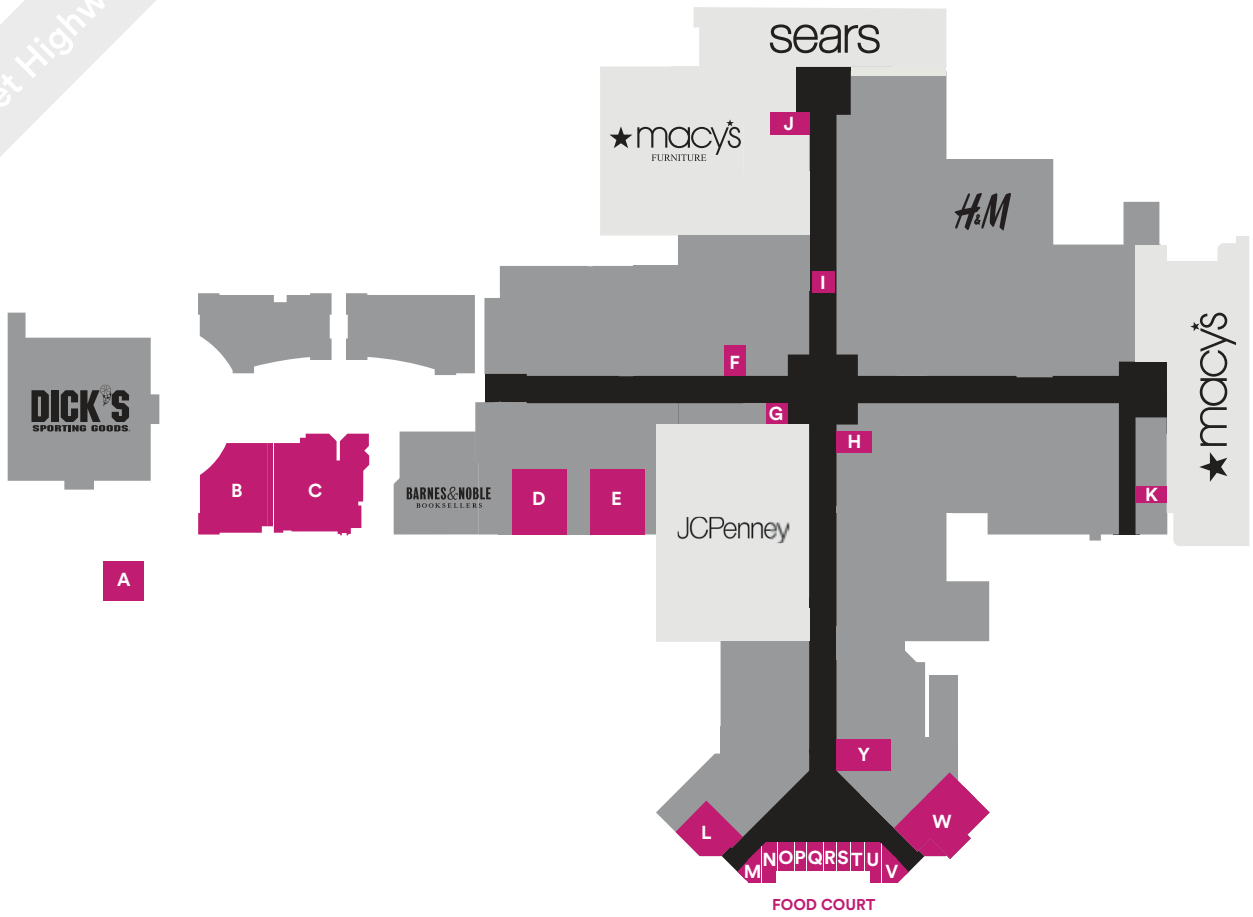 sears
et Highw
J
macy's
FURNITURE
H&M
I
macy's
F
DICK'S
SPORTING GOODS
G
H
B
C
BARNES&NOBLE
BOOKSELLERS
D
E
K
JCPenney
A
Y
L
W
M
N
O
P
Q
R
S
T
U
V
FOOD COURT